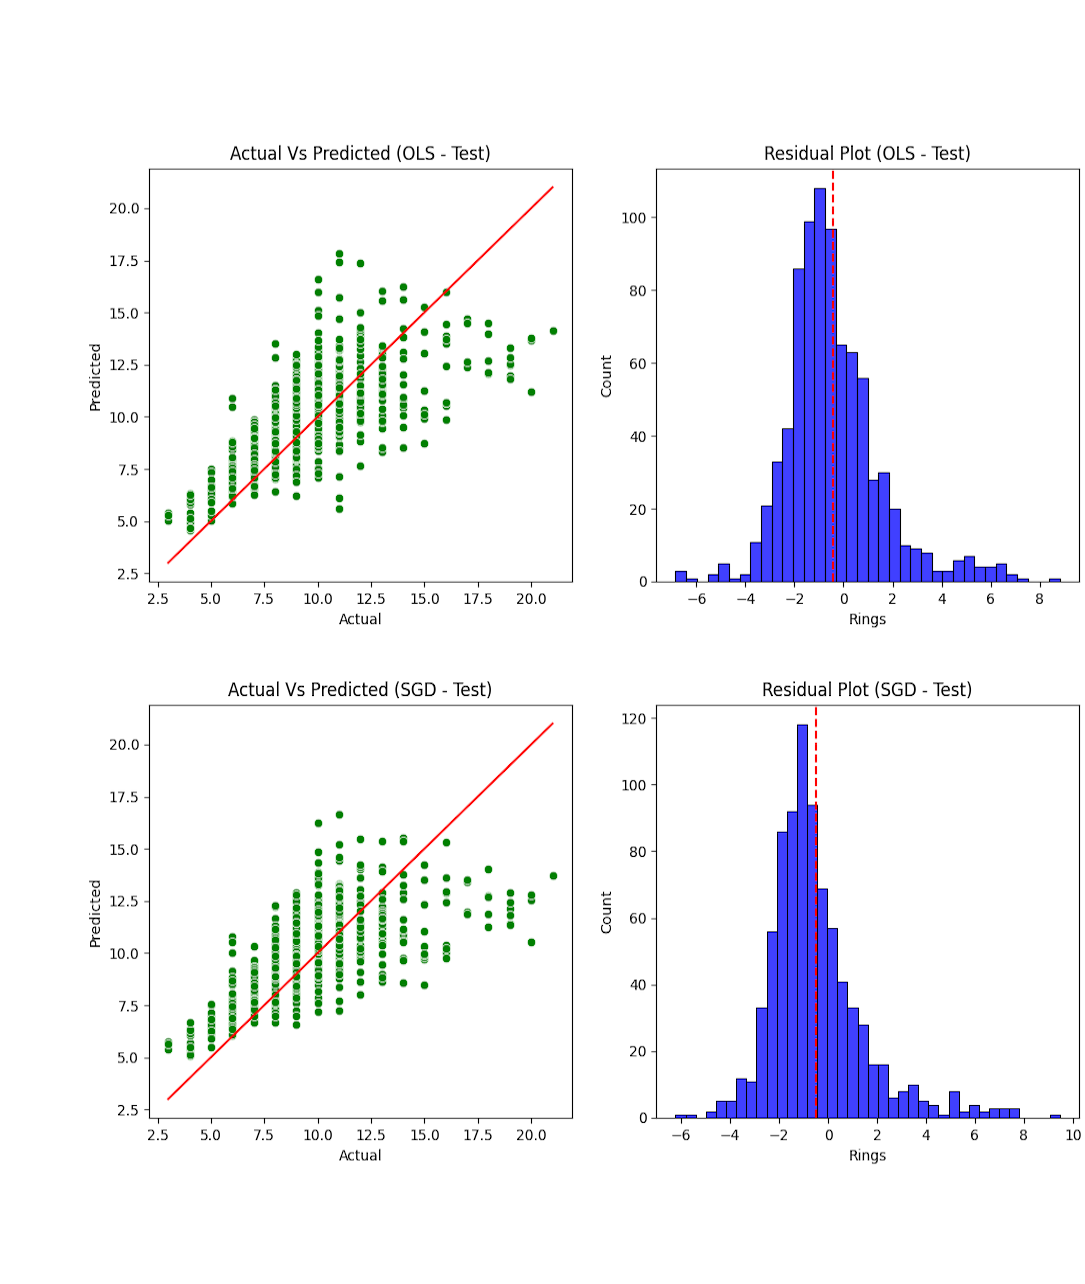 Actual Vs Predicted (OLS - Test)
20.0
17.5
15.0
12.5
10.0
7.5
5.0
2.5
Predicted
2.5 5.0 7.5 10.0 12.5 15.0 17.5 20.0
Actual
Residual Plot (OLS - Test)
100
80
60
40
20
0
Count
−6 −4 −2 0 2 4 6 8
Rings
Actual Vs Predicted (SGD - Test)
20.0
17.5
15.0
12.5
10.0
7.5
5.0
2.5
Predicted
2.5 5.0 7.5 10.0 12.5 15.0 17.5 20.0
Actual
Residual Plot (SGD - Test)
120
100
80
60
40
20
0
Count
−6 −4 −2 0 2 4 6 8 10
Rings